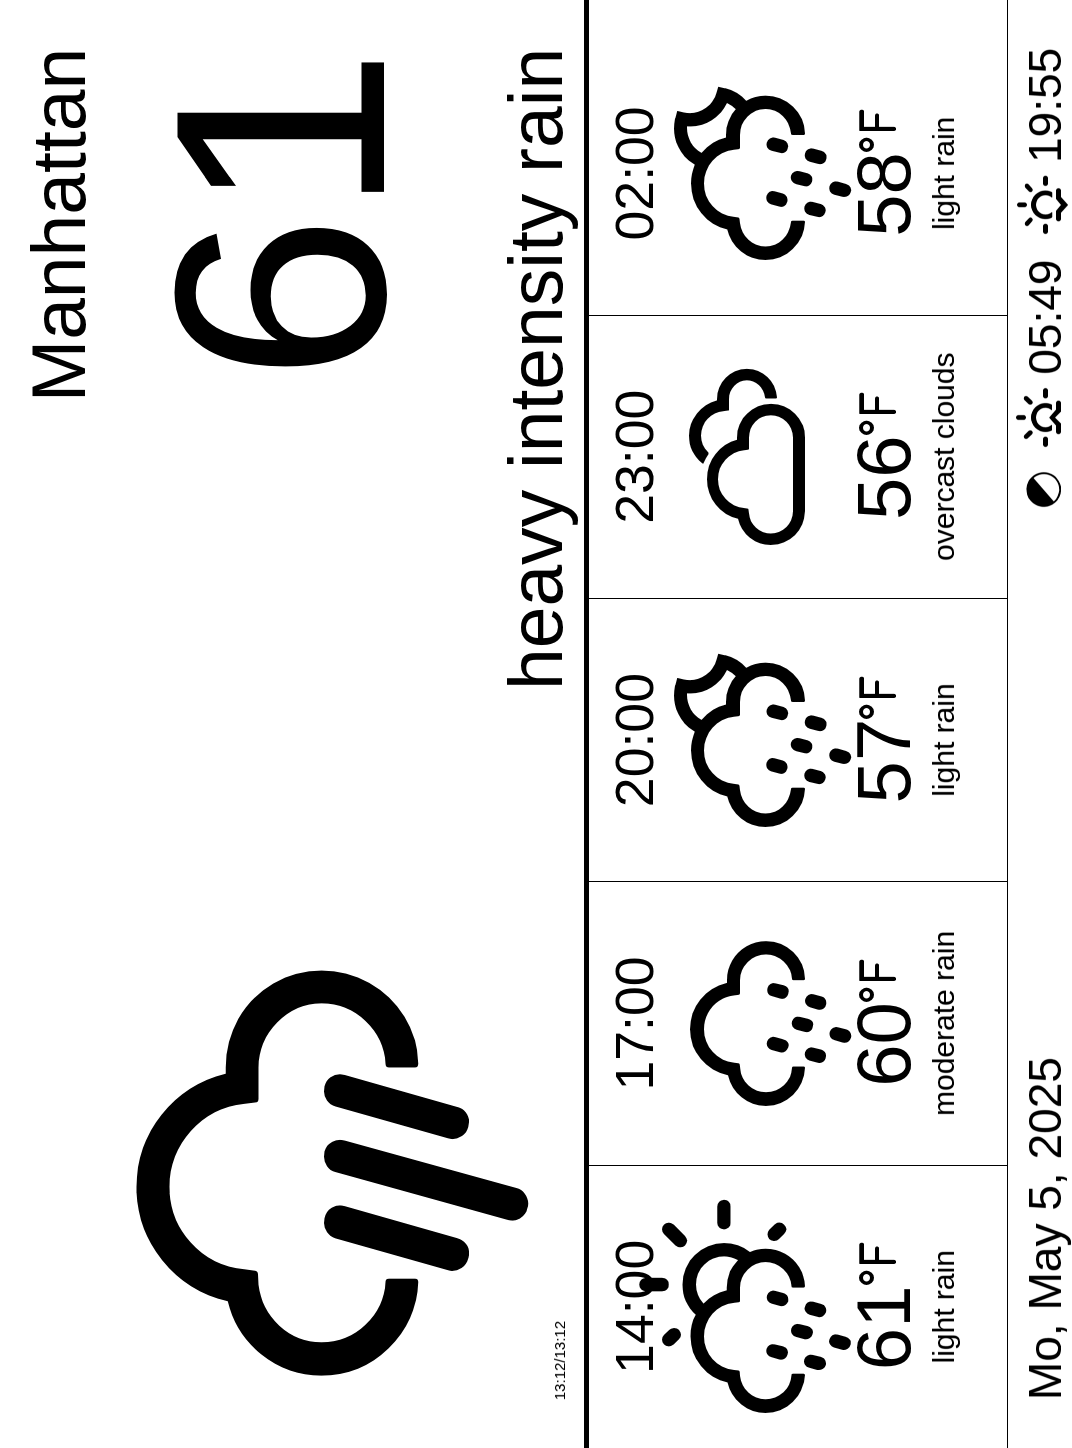 Manhattan
61
heavy intensity rain
13:12/13:12
14:00
61°F
light rain
17:00
60°F
moderate rain
20:00
57°F
light rain
23:00
56°F
overcast clouds
02:00
58°F
light rain
Mo, May 5, 2025
05:49 19:55